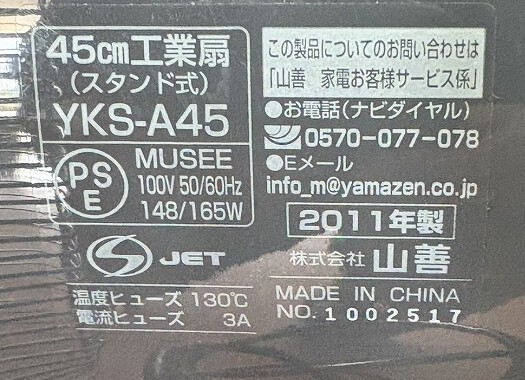 45cm工業扇
(スタンド式)
YKS-A45
PS
E
MUSEE
100V 50/60Hz
148/165W
S JET
温度ヒューズ 130℃
電流ヒューズ 3A
この製品についてのお問い合わせは
「山善 家電お客様サービス係」
●お電話(ナビダイヤル)
0570-077-078
●Eメール
info_m@yamazen.co.jp
2011年製
株式会社 山善
MADE IN CHINA
NO. 1002517